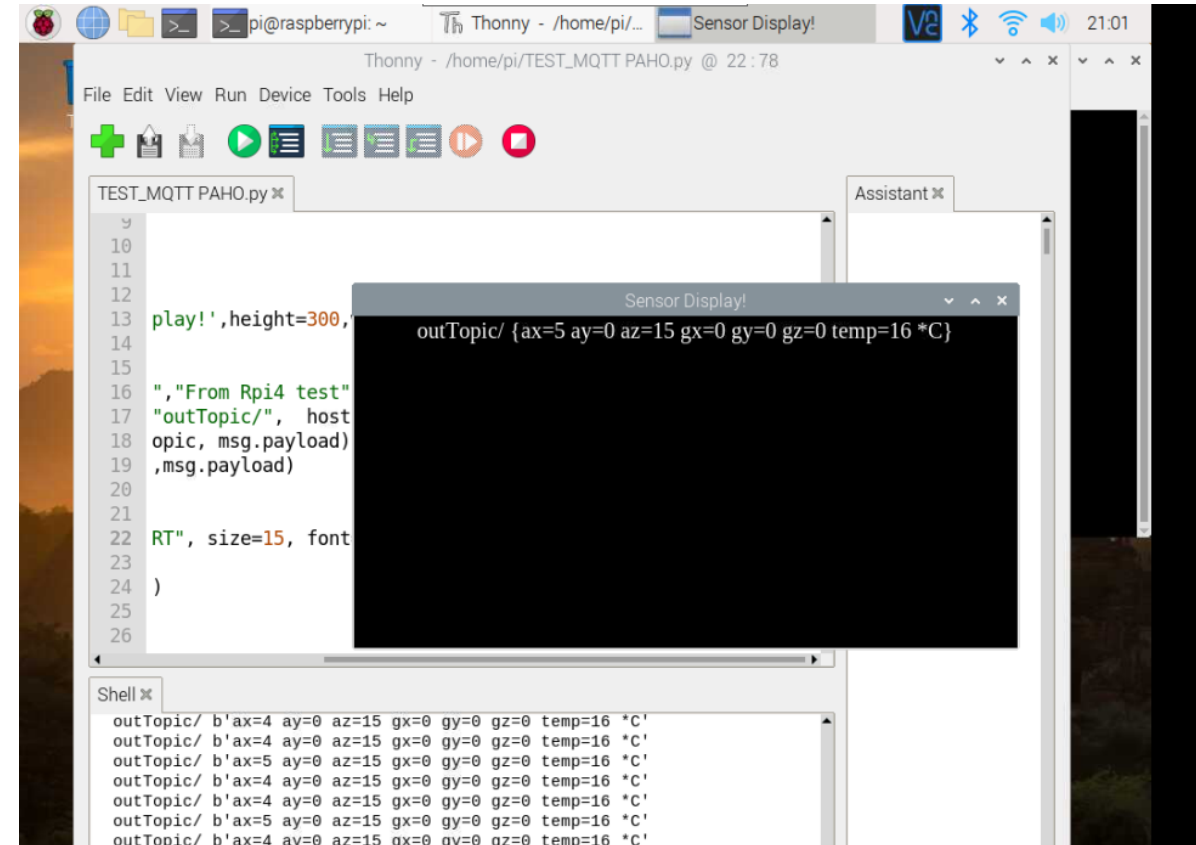 pi@raspberrypi: ~
Thonny - /home/pi/...
Sensor Display!
21:01
Thonny - /home/pi/TEST_MQTT PAHO.py @ 22 : 78
File Edit View Run Device Tools Help
TEST_MQTT PAHO.py
Assistant
9
10
11
12
Sensor Display!
13 play!',height=300,
outTopic/ {ax=5 ay=0 az=15 gx=0 gy=0 gz=0 temp=16 *C}
14
15
16 ","From Rpi4 test"
17 "outTopic/", host
18 opic, msg.payload)
19 ,msg.payload)
20
21
22 RT", size=15, font
23
24 )
25
26
Shell
outTopic/ b'ax=4 ay=0 az=15 gx=0 gy=0 gz=0 temp=16 *C'
outTopic/ b'ax=4 ay=0 az=15 gx=0 gy=0 gz=0 temp=16 *C'
outTopic/ b'ax=5 ay=0 az=15 gx=0 gy=0 gz=0 temp=16 *C'
outTopic/ b'ax=4 ay=0 az=15 gx=0 gy=0 gz=0 temp=16 *C'
outTopic/ b'ax=4 ay=0 az=15 gx=0 gy=0 gz=0 temp=16 *C'
outTopic/ b'ax=5 ay=0 az=15 gx=0 gy=0 gz=0 temp=16 *C'
outTopic/ b'ax=4 ay=0 az=15 gx=0 gy=0 gz=0 temp=16 *C'